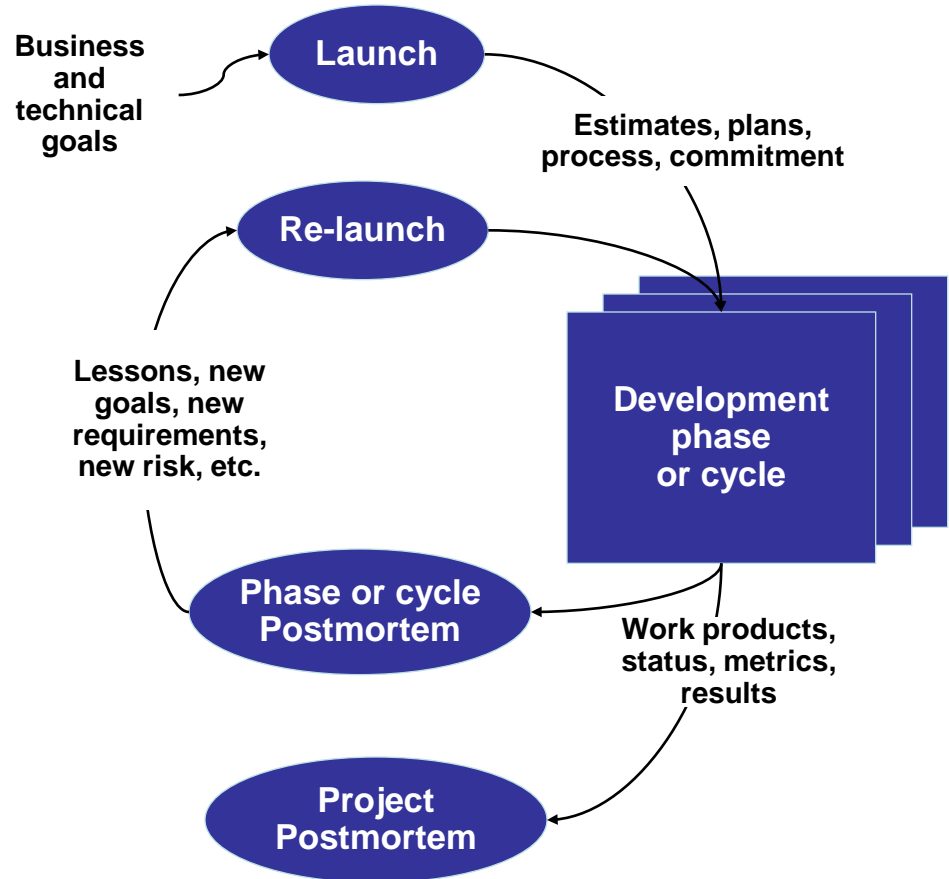 Business
and
technical
goals
Launch
Estimates, plans,
process, commitment
Re-launch
Lessons, new
goals, new
requirements,
new risk, etc.
Development
phase
or cycle
Phase or cycle
Postmortem
Work products,
status, metrics,
results
Project
Postmortem